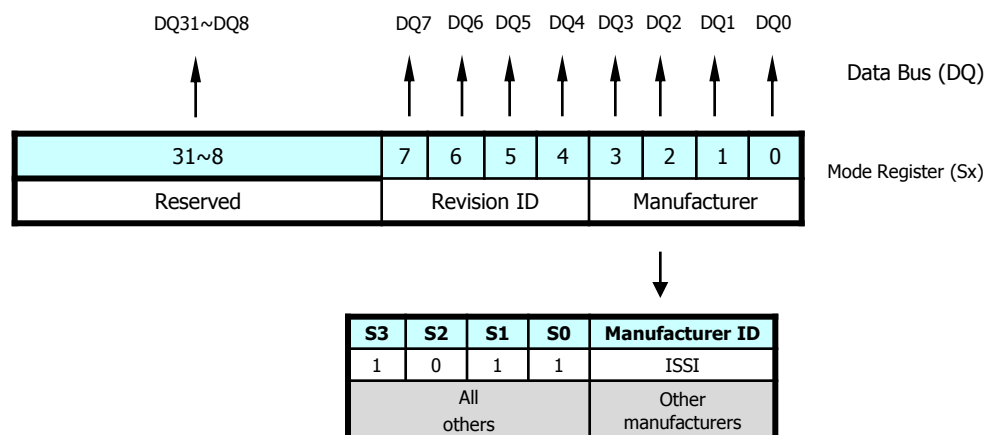 DQ31~DQ8 DQ7 DQ6 DQ5 DQ4 DQ3 DQ2 DQ1 DQ0
Data Bus (DQ)
31~8 7 6 5 4 3 2 1 0
Mode Register (Sx)
Reserved Revision ID Manufacturer
S3 S2 S1 S0 Manufacturer ID
1 0 1 1 ISSI
All Other
others manufacturers